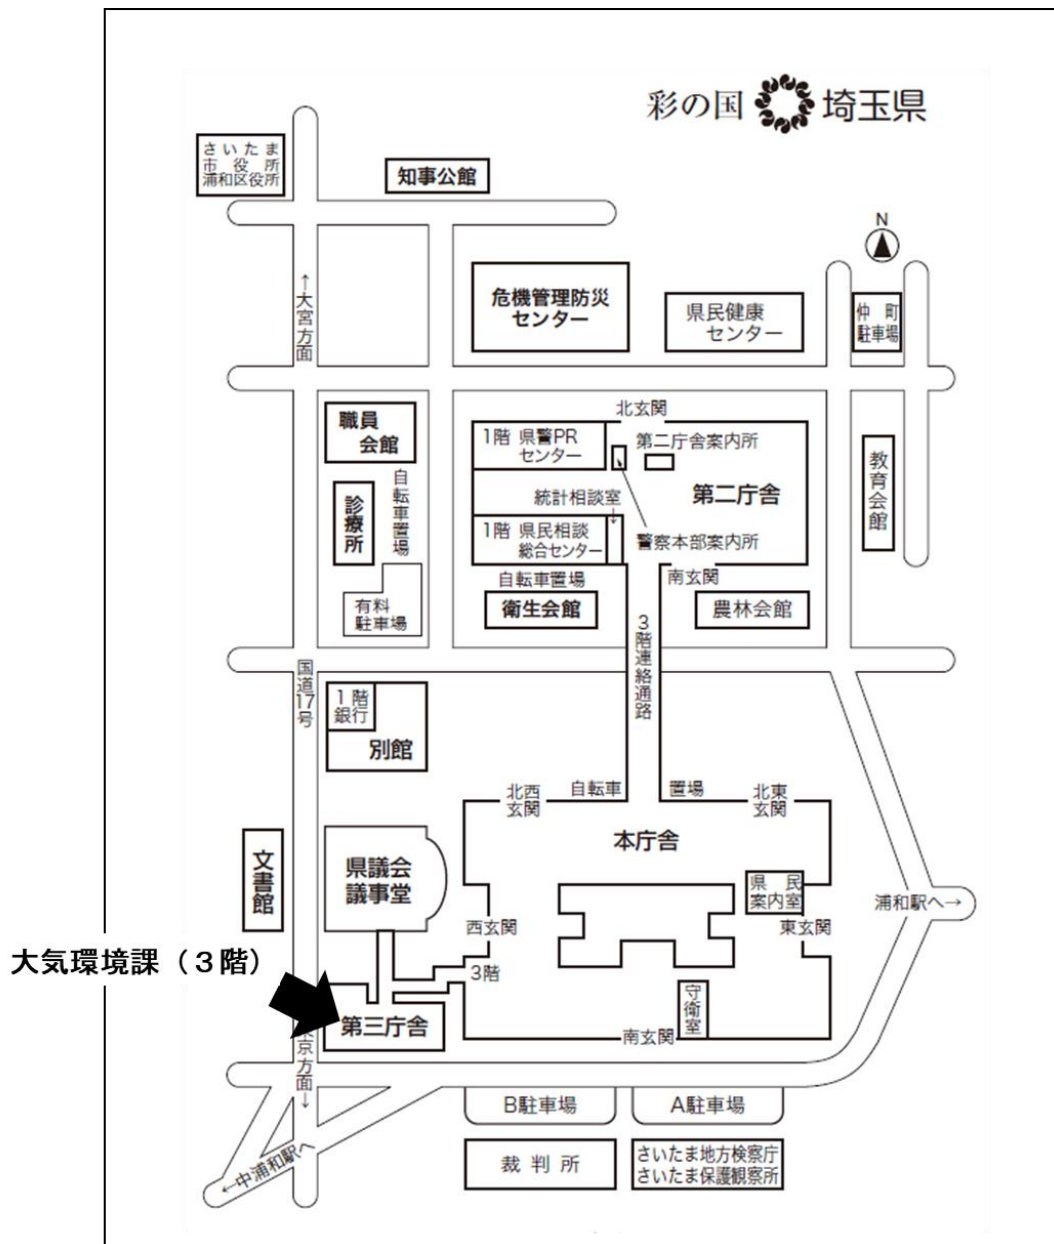 彩の国 埼玉県
さいたま
市役所
浦和区役所
知事公館
N
↑大宮方面
危機管理防災
センター
県民健康
センター
仲町
駐車場
職員
会館
北玄関
1階 県警PR
センター
第二庁舎案内所
第二庁舎
教育会館
自転車置場
診療所
統計相談室
↓
1階 県民相談
総合センター
警察本部案内所
有料
駐車場
自転車置場
南玄関
衛生会館
農林会館
3階連絡通路
国道17号
1階
銀行
別館
北西
玄関
自転車
置場
北東
玄関
本庁舎
文書館
県議会
議事堂
県民
案内室
浦和駅へ→
西玄関
東玄関
大気環境課（３階）
3階
守衛室
第三庁舎
南玄関
京方面↓
B駐車場
A駐車場
←中浦和駅へ
裁判所
さいたま地方検察庁
さいたま保護観察所